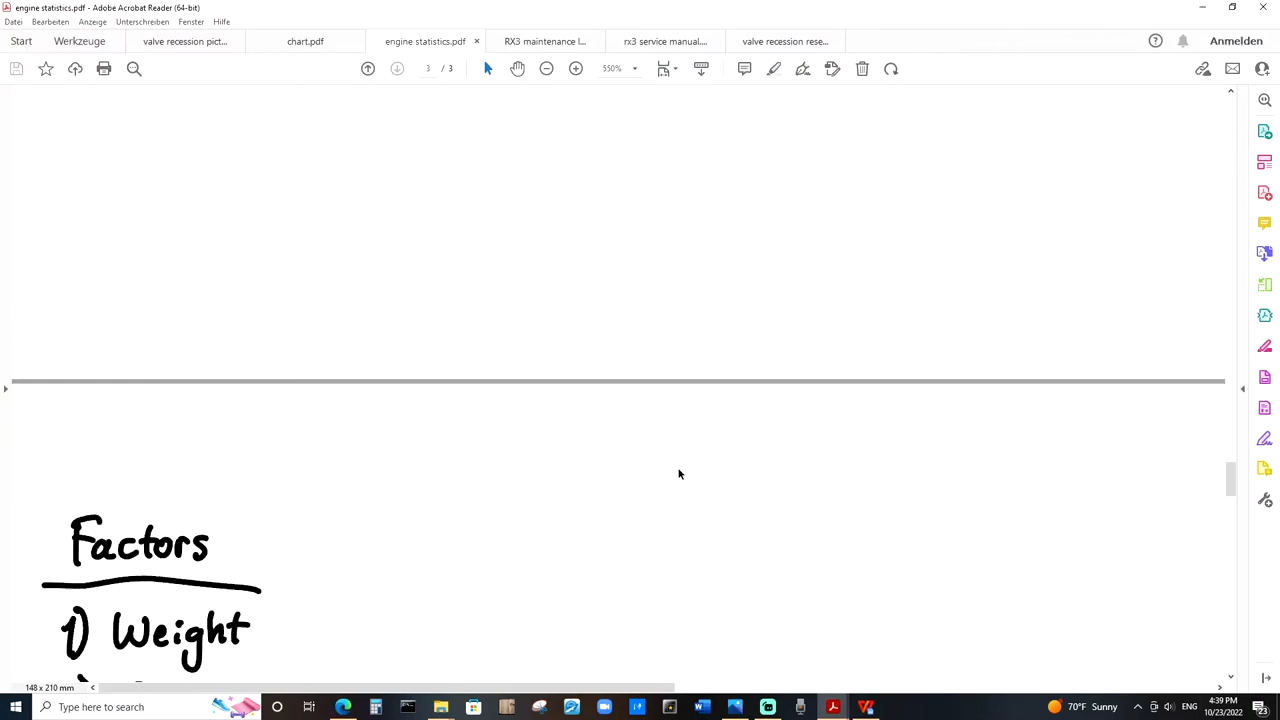 engine statistics.pdf - Adobe Acrobat Reader (64-bit)
Datei Bearbeiten Anzeige Unterschreiben Fenster Hilfe
Start Werkzeuge valve recession pict... chart.pdf engine statistics.pdf × RX3 maintenance l... rx3 service manual.... valve recession rese... Anmelden
3 / 3 550%
Factors
1) Weight
148 x 210 mm
Type here to search 70°F Sunny 4:39 PM
10/23/2022